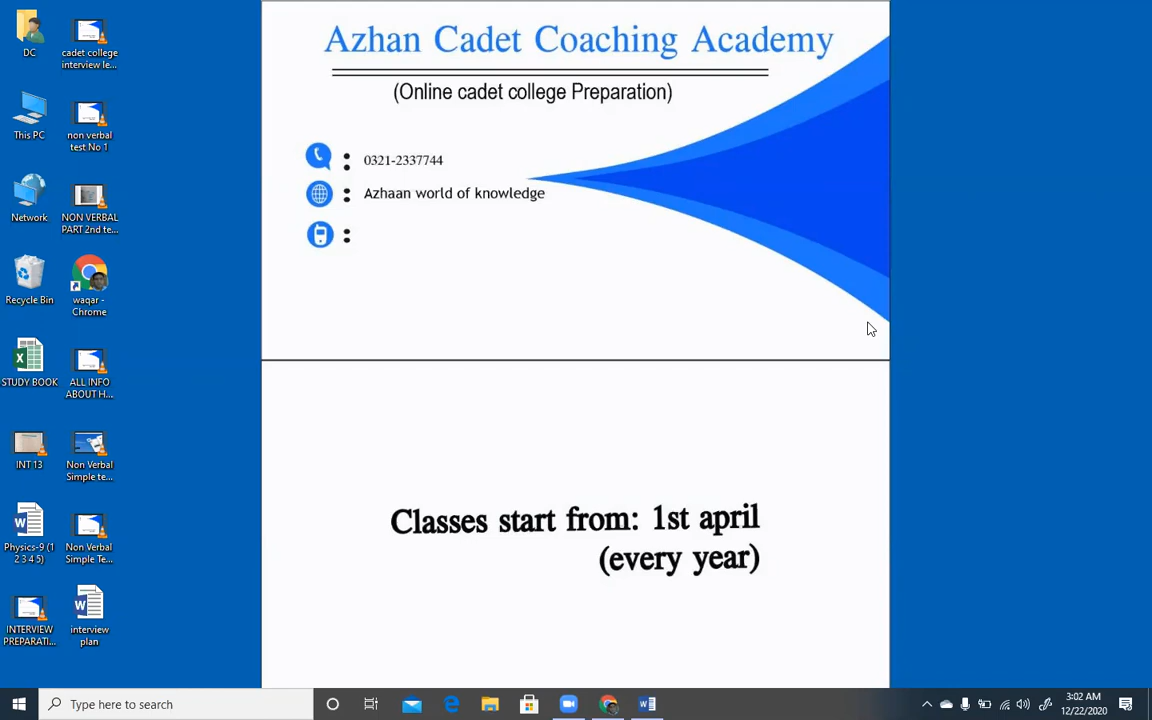 DC
cadet college
interview le...
This PC
non verbal
test No 1
Network
NON VERBAL
PART 2nd te...
Recycle Bin
waqar -
Chrome
STUDY BOOK
ALL INFO
ABOUT H...
INT 13
Non Verbal
Simple te...
Physics-9 (1
2 3 4 5)
Non Verbal
Simple Te...
INTERVIEW
PREPARATI...
interview
plan
Azhan Cadet Coaching Academy
(Online cadet college Preparation)
: 0321-2337744
: Azhaan world of knowledge
:
Classes start from: 1st april
(every year)
Type here to search
3:02 AM
12/22/2020